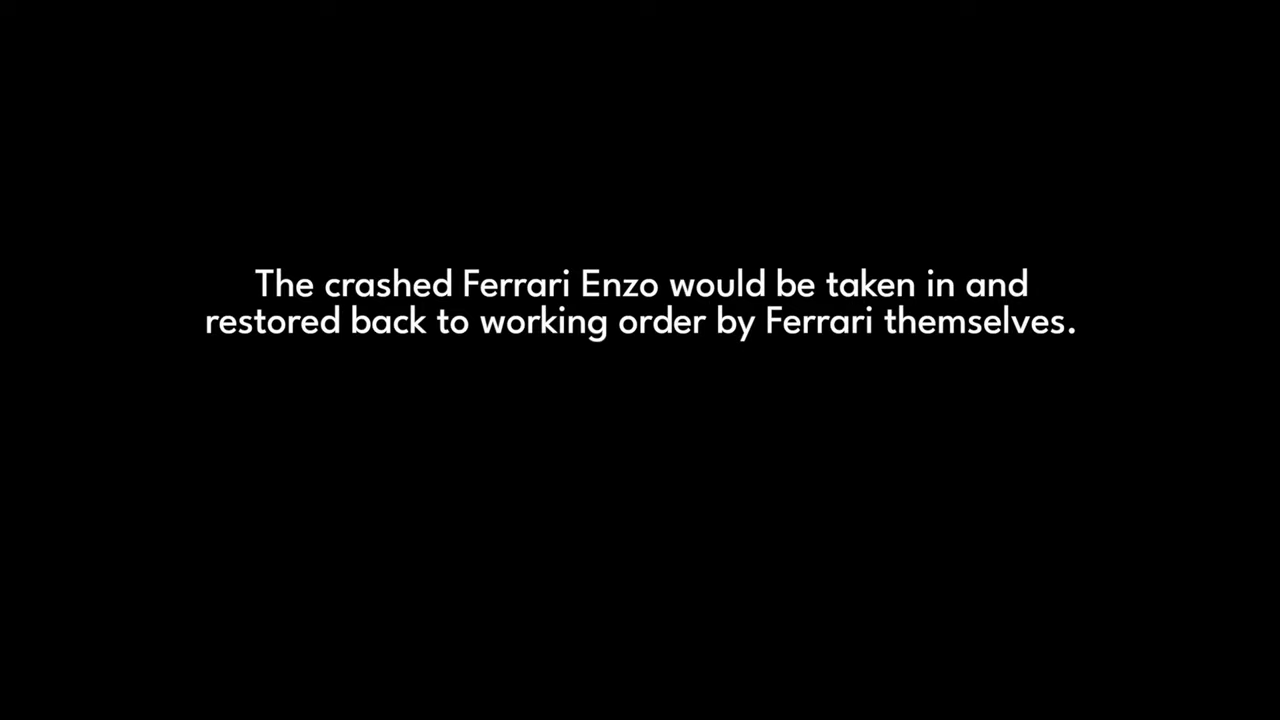 The crashed Ferrari Enzo would be taken in and
restored back to working order by Ferrari themselves.